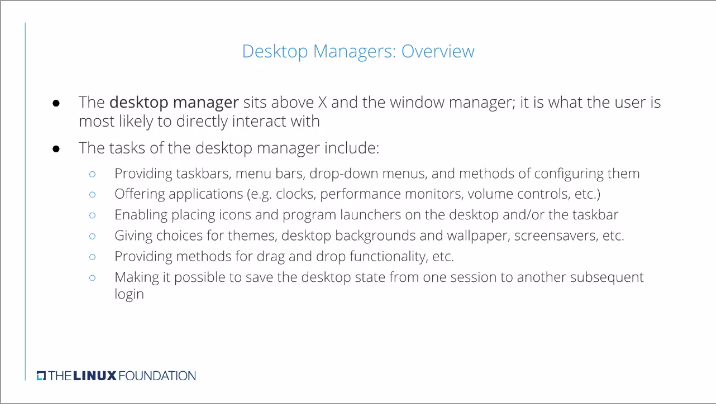 Desktop Managers: Overview
● The desktop manager sits above X and the window manager; it is what the user is
most likely to directly interact with
● The tasks of the desktop manager include:
○ Providing taskbars, menu bars, drop-down menus, and methods of configuring them
○ Offering applications (e.g. clocks, performance monitors, volume controls, etc.)
○ Enabling placing icons and program launchers on the desktop and/or the taskbar
○ Giving choices for themes, desktop backgrounds and wallpaper, screensavers, etc.
○ Providing methods for drag and drop functionality, etc.
○ Making it possible to save the desktop state from one session to another subsequent
login
THE LINUX FOUNDATION